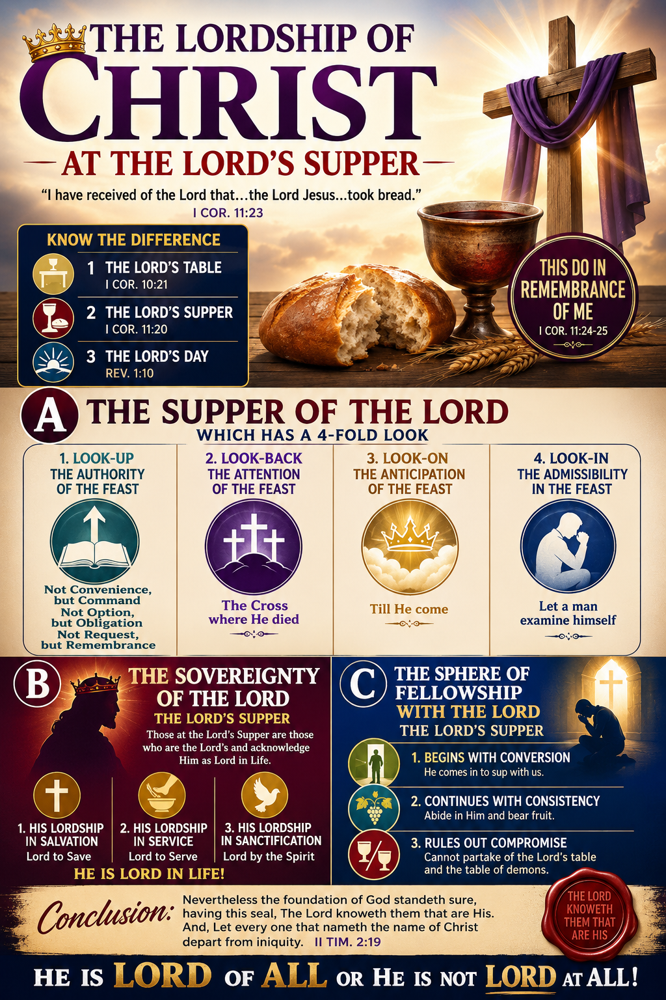 THE LORDSHIP OF
CHRIST
AT THE LORD'S SUPPER
"I have received of the Lord that...the Lord Jesus...took bread."
I COR. 11:23
KNOW THE DIFFERENCE
1 THE LORD'S TABLE
I COR. 10:21
2 THE LORD'S SUPPER
I COR. 11:20
3 THE LORD'S DAY
REV. 1:10
THIS DO IN
REMEMBRANCE
OF ME
I COR. 11:24-25
A THE SUPPER OF THE LORD
WHICH HAS A 4-FOLD LOOK
1. LOOK-UP
THE AUTHORITY
OF THE FEAST
Not Convenience,
but Command
Not Option,
but Obligation
Not Request,
but Remembrance
2. LOOK-BACK
THE ATTENTION
OF THE FEAST
The Cross
where He died
3. LOOK-ON
THE ANTICIPATION
OF THE FEAST
Till He come
4. LOOK-IN
THE ADMISSIBILITY
IN THE FEAST
Let a man
examine himself
B THE SOVEREIGNTY
OF THE LORD
THE LORD'S SUPPER
Those at the Lord's Supper are those
who are the Lord's and acknowledge
Him as Lord in Life.
1. HIS LORDSHIP
IN SALVATION
Lord to Save
2. HIS LORDSHIP
IN SERVICE
Lord to Serve
3. HIS LORDSHIP
IN SANCTIFICATION
Lord by the Spirit
HE IS LORD IN LIFE!
C THE SPHERE OF
FELLOWSHIP
WITH THE LORD
THE LORD'S SUPPER
1. BEGINS WITH CONVERSION
He comes in to sup with us.
2. CONTINUES WITH CONSISTENCY
Abide in Him and bear fruit.
3. RULES OUT COMPROMISE
Cannot partake of the Lord's table
and the table of demons.
Conclusion:
Nevertheless the foundation of God standeth sure,
having this seal, The Lord knoweth them that are His.
And, Let every one that nameth the name of Christ
depart from iniquity. II TIM. 2:19
THE LORD
KNOWETH
THEM THAT
ARE HIS
HE IS LORD OF ALL OR HE IS NOT LORD AT ALL!